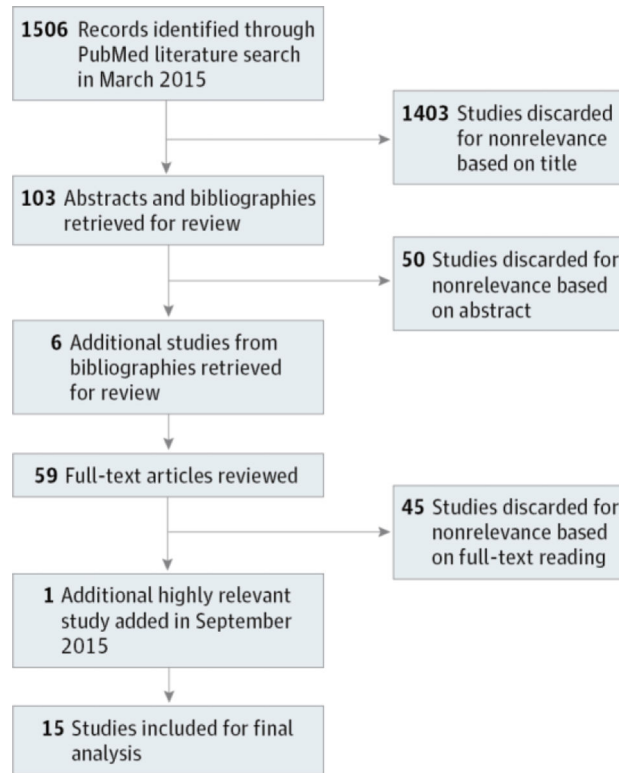 1506 Records identified through
PubMed literature search
in March 2015
1403 Studies discarded
for nonrelevance
based on title
103 Abstracts and bibliographies
retrieved for review
50 Studies discarded for
nonrelevance based
on abstract
6 Additional studies from
bibliographies retrieved
for review
59 Full-text articles reviewed
45 Studies discarded for
nonrelevance based
on full-text reading
1 Additional highly relevant
study added in September
2015
15 Studies included for final
analysis